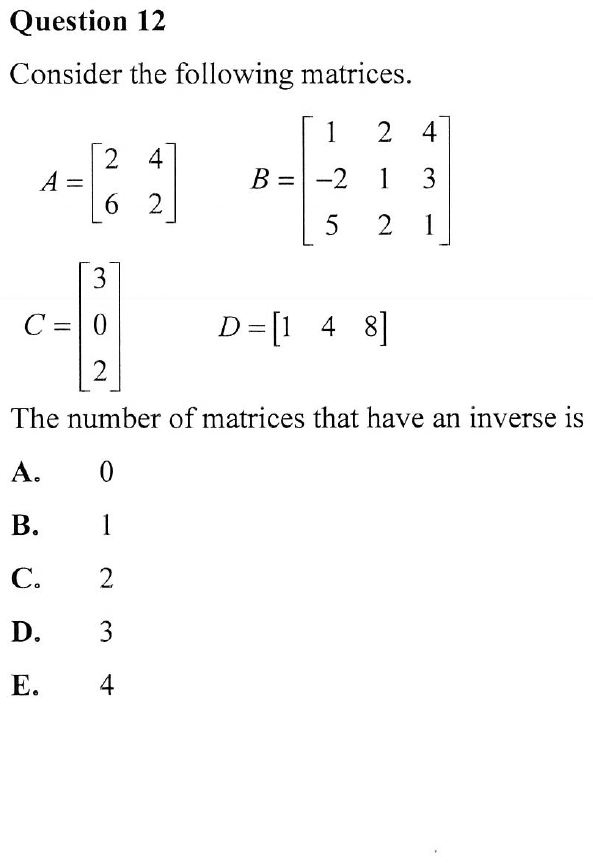 Question 12
Consider the following matrices.
A = [2 4
6 2]
B = [1 2 4
-2 1 3
5 2 1]
C = [3
0
2]
D = [1 4 8]
The number of matrices that have an inverse is
A. 0
B. 1
C. 2
D. 3
E. 4